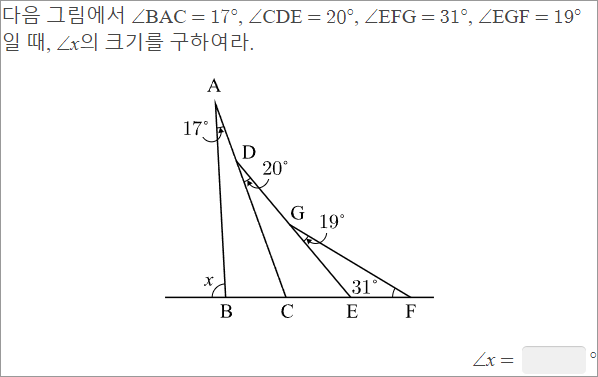 다음 그림에서 ∠BAC = 17°, ∠CDE = 20°, ∠EFG = 31°, ∠EGF = 19°
일 때, ∠x의 크기를 구하여라.
A
17°
D
20°
G
19°
x
31°
B C E F
∠x = °